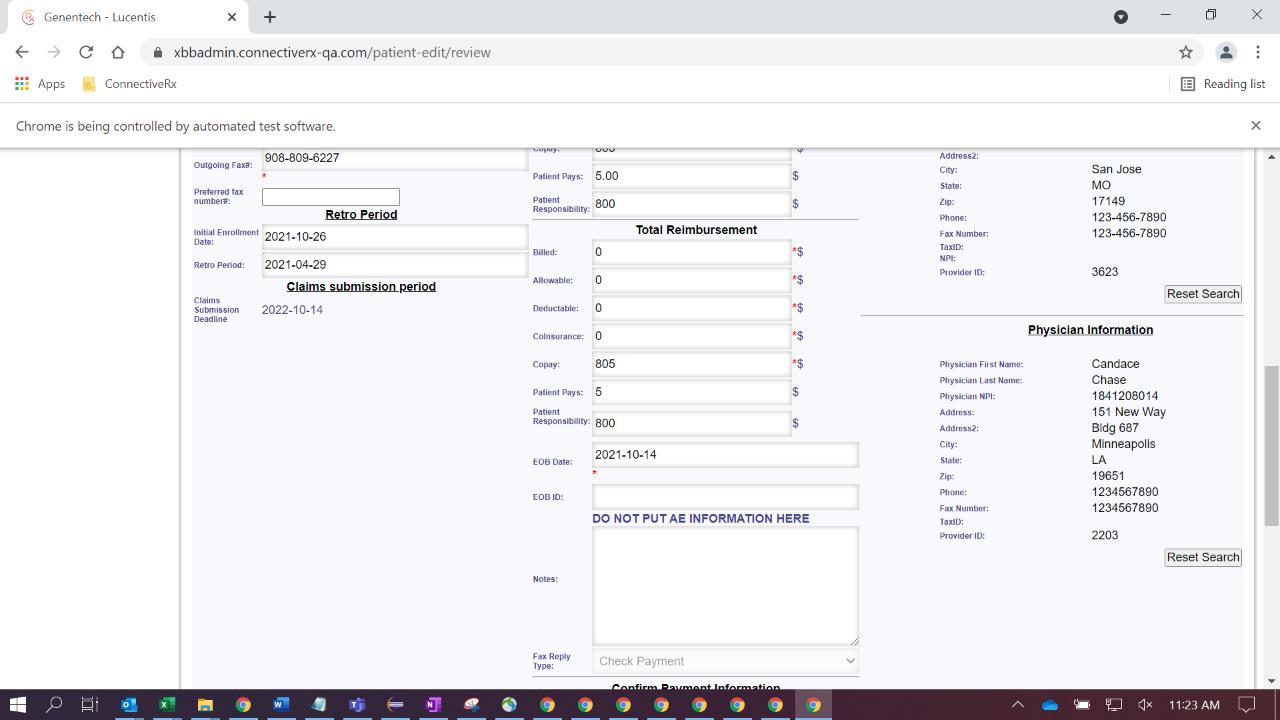 Genentech - Lucentis
xbbadmin.connectiverx-qa.com/patient-edit/review
Apps
ConnectiveRx
Reading list
Chrome is being controlled by automated test software.
Outgoing Fax#:
908-809-6227
*
Preferred fax
number#:
Retro Period
Initial Enrollment
Date:
2021-10-26
Retro Period:
2021-04-29
Claims submission period
Claims
Submission
Deadline
2022-10-14
Copay:
805
$
Patient Pays:
5.00
$
Patient
Responsibility:
800
$
Total Reimbursement
Billed:
0
*$
Allowable:
0
*$
Deductable:
0
*$
CoInsurance:
0
*$
Copay:
805
*$
Patient Pays:
5
$
Patient
Responsibility:
800
$
EOB Date:
2021-10-14
*
EOB ID:
DO NOT PUT AE INFORMATION HERE
Notes:
Fax Reply
Type:
Check Payment
Confirm Payment Information
Address2:
City:
San Jose
State:
MO
Zip:
17149
Phone:
123-456-7890
Fax Number:
123-456-7890
TaxID:
NPI:
Provider ID:
3623
Reset Search
Physician Information
Physician First Name:
Candace
Physician Last Name:
Chase
Physician NPI:
1841208014
Address:
151 New Way
Address2:
Bldg 687
City:
Minneapolis
State:
LA
Zip:
19651
Phone:
1234567890
Fax Number:
1234567890
TaxID:
Provider ID:
2203
Reset Search
11:23 AM